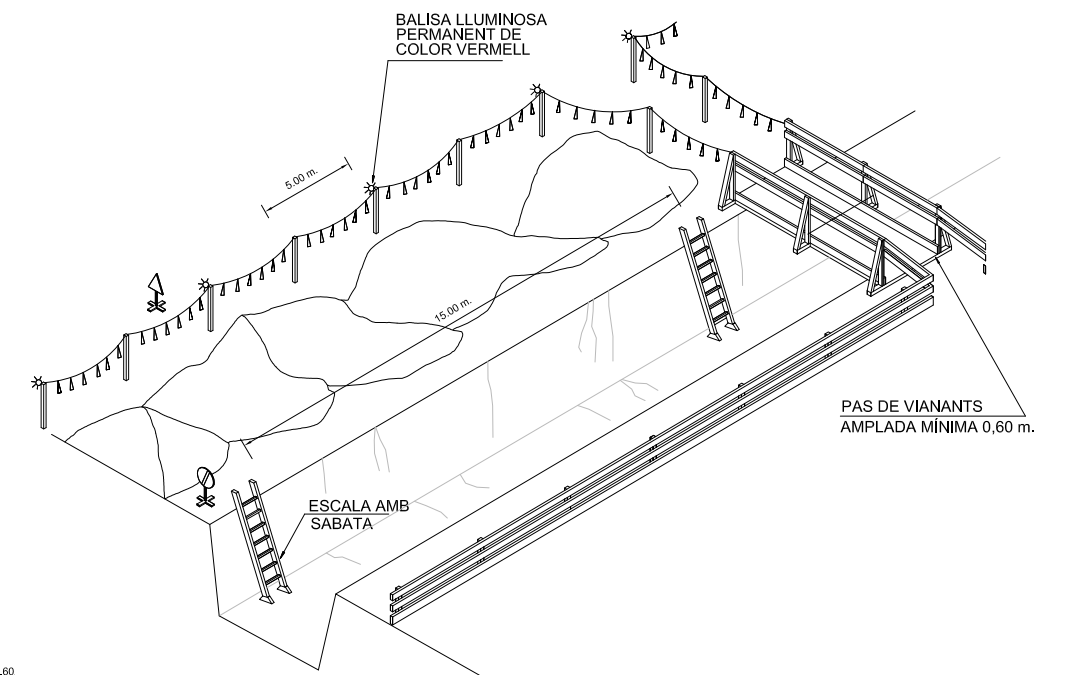 BALISA LLUMINOSA
PERMANENT DE
COLOR VERMELL
5.00 m.
15.00 m.
PAS DE VIANANTS
AMPLADA MÍNIMA 0,60 m.
ESCALA AMB
SABATA
.60